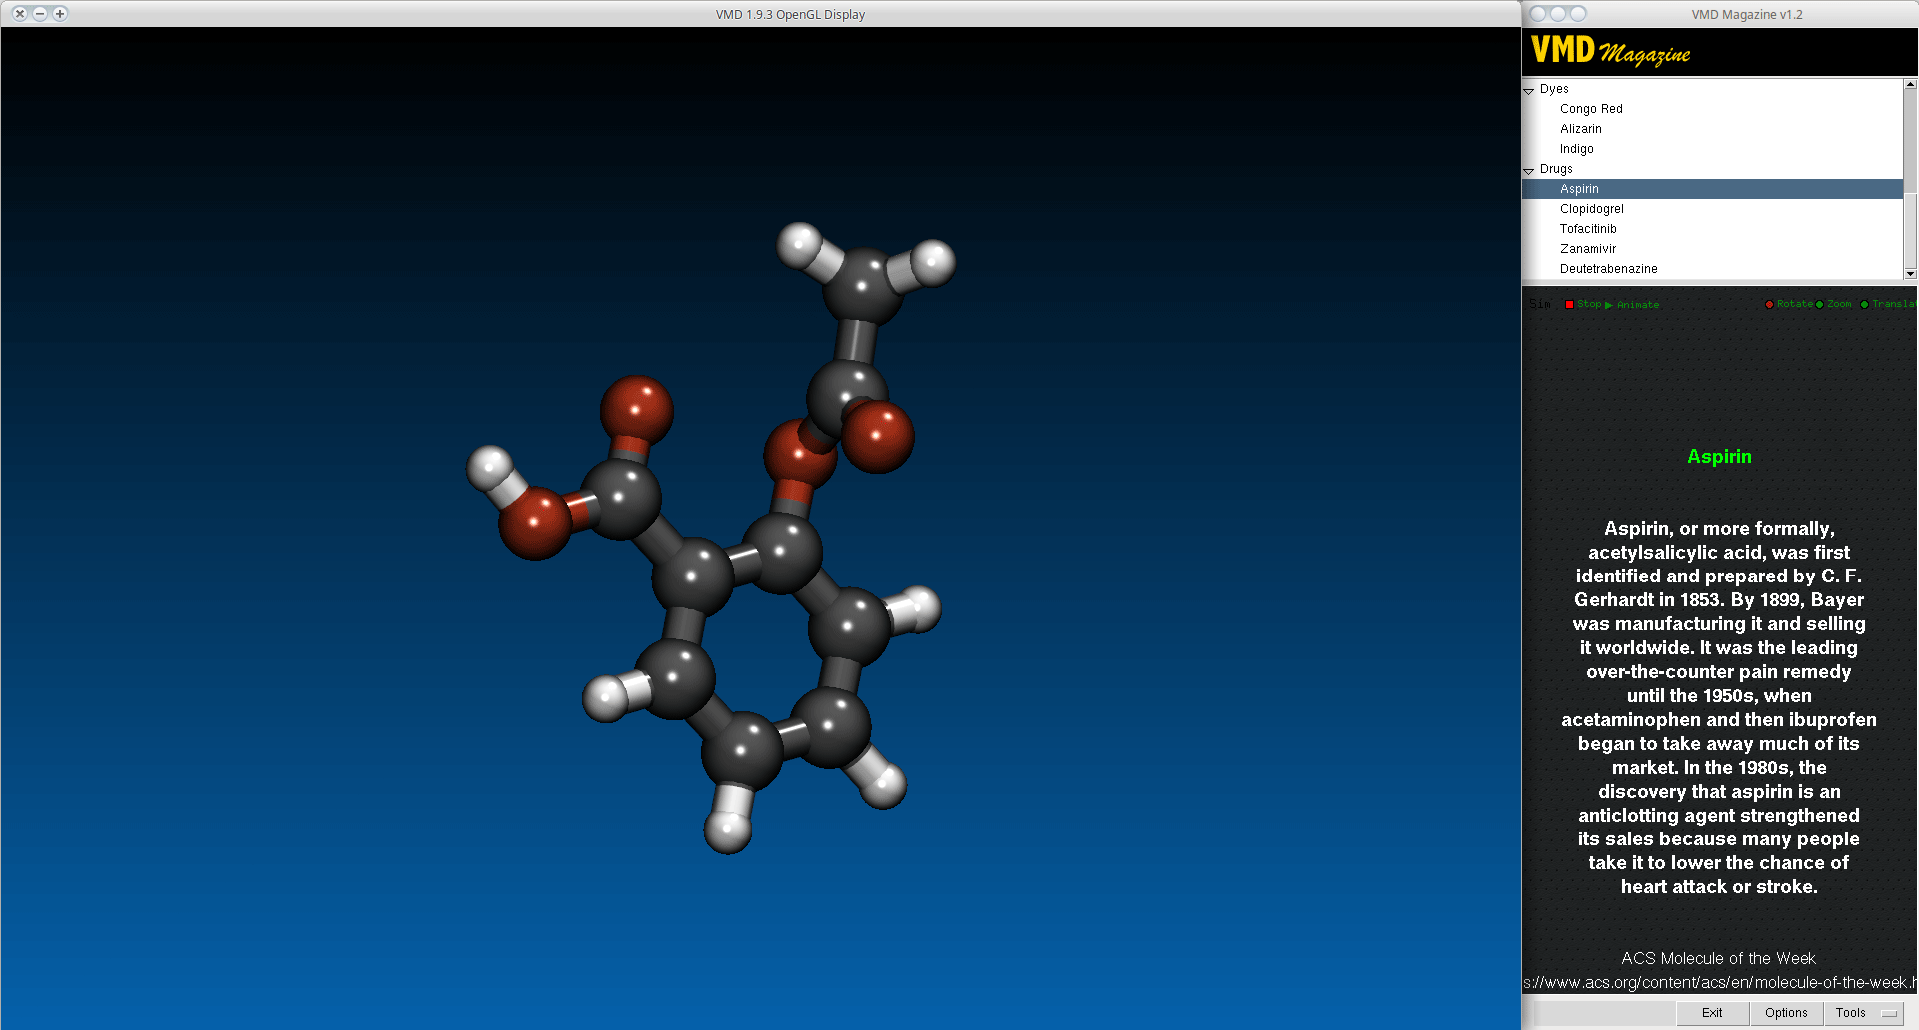 VMD 1.9.3 OpenGL Display
VMD Magazine v1.2
VMD Magazine
Dyes
Congo Red
Alizarin
Indigo
Drugs
Aspirin
Clopidogrel
Tofacitinib
Zanamivir
Deutetrabenazine
Sim Stop Animate Rotate Zoom Translat
Aspirin
Aspirin, or more formally,
acetylsalicylic acid, was first
identified and prepared by C. F.
Gerhardt in 1853. By 1899, Bayer
was manufacturing it and selling
it worldwide. It was the leading
over-the-counter pain remedy
until the 1950s, when
acetaminophen and then ibuprofen
began to take away much of its
market. In the 1980s, the
discovery that aspirin is an
anticlotting agent strengthened
its sales because many people
take it to lower the chance of
heart attack or stroke.
ACS Molecule of the Week
s://www.acs.org/content/acs/en/molecule-of-the-week.h
Exit Options Tools